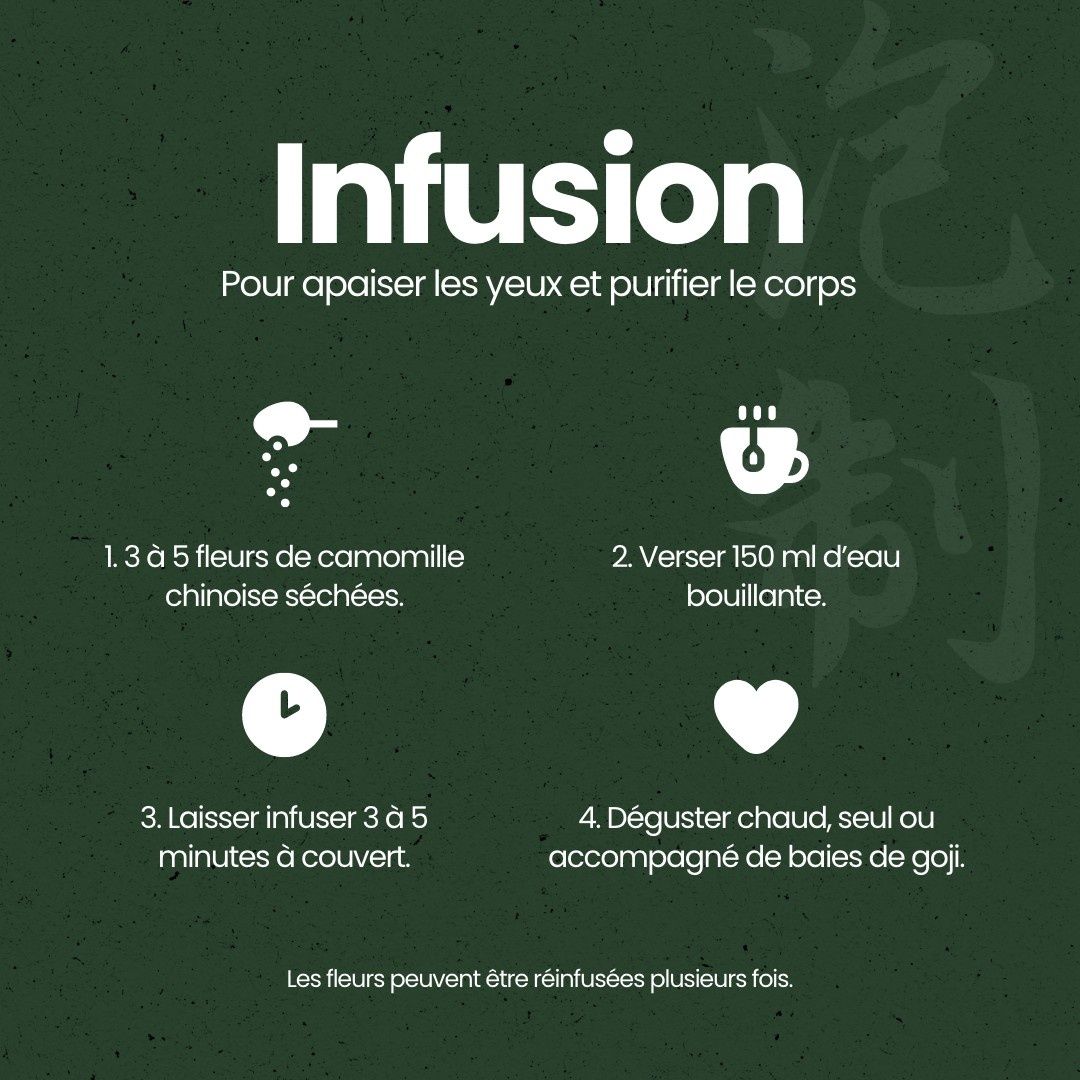 Infusion
Pour apaiser les yeux et purifier le corps
1. 3 à 5 fleurs de camomille
chinoise séchées.
2. Verser 150 ml d’eau
bouillante.
3. Laisser infuser 3 à 5
minutes à couvert.
4. Déguster chaud, seul ou
accompagné de baies de goji.
Les fleurs peuvent être réinfusées plusieurs fois.
泡
制